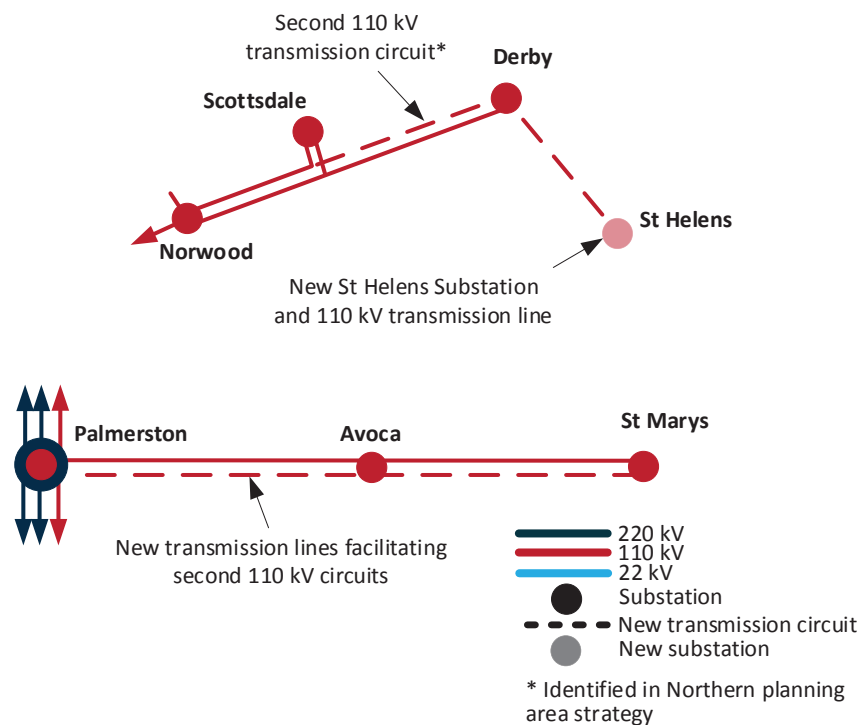 Second 110 kV
transmission circuit*
Derby
Scottsdale
St Helens
Norwood
New St Helens Substation
and 110 kV transmission line
Palmerston
Avoca
St Marys
New transmission lines facilitating
second 110 kV circuits
220 kV
110 kV
22 kV
Substation
New transmission circuit
New substation
* Identified in Northern planning
area strategy